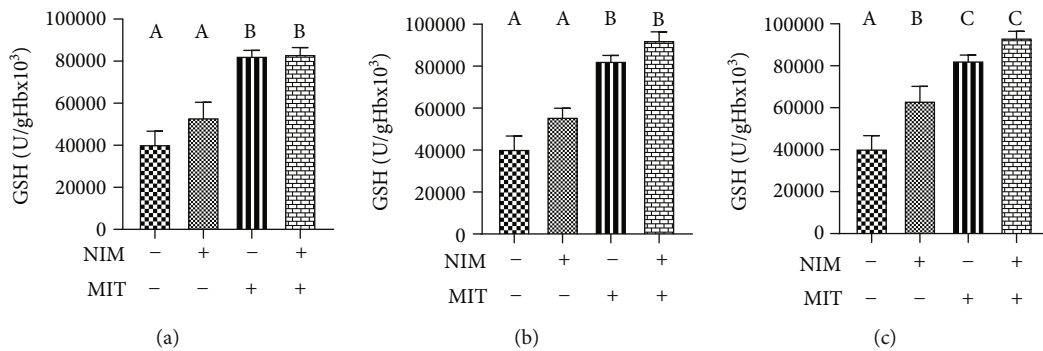 A A B B
100000
80000
60000
40000
20000
0
GSH (U/gHbx10³)
NIM − + − +
MIT − − + +
(a)
A A B B
100000
80000
60000
40000
20000
0
GSH (U/gHbx10³)
NIM − + − +
MIT − − + +
(b)
A B C C
100000
80000
60000
40000
20000
0
GSH (U/gHbx10³)
NIM − + − +
MIT − − + +
(c)